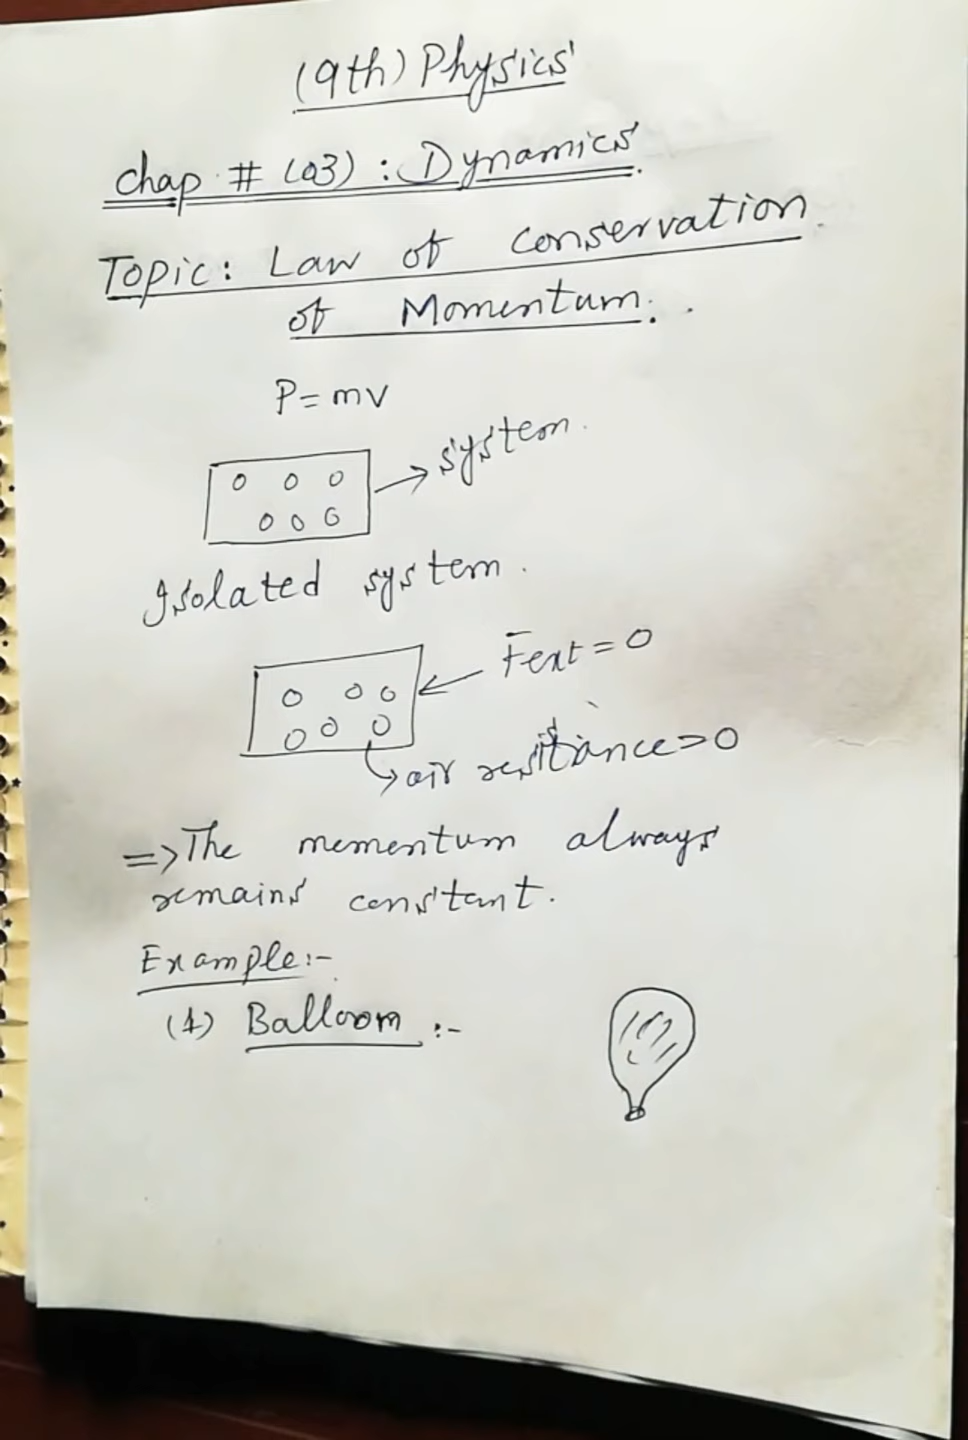 (9th) Physics
chap # (03) : Dynamics.
Topic: Law of conservation
of Momentum.
P = mv
system.
Isolated system.
Fext = 0
air resistance = 0
=> The momentum always
remains constant.
Example:-
(1) Balloon :-